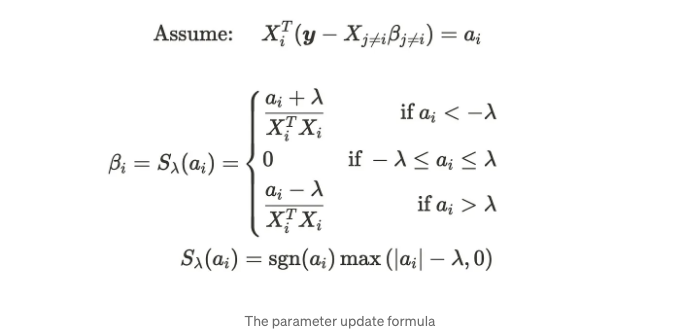 Assume: X_i^T(y − X_{j≠i}β_{j≠i}) = a_i
β_i = S_λ(a_i) = { (a_i + λ)/(X_i^T X_i) if a_i < −λ
0 if − λ ≤ a_i ≤ λ
(a_i − λ)/(X_i^T X_i) if a_i > λ
S_λ(a_i) = sgn(a_i) max (|a_i| − λ, 0)
The parameter update formula